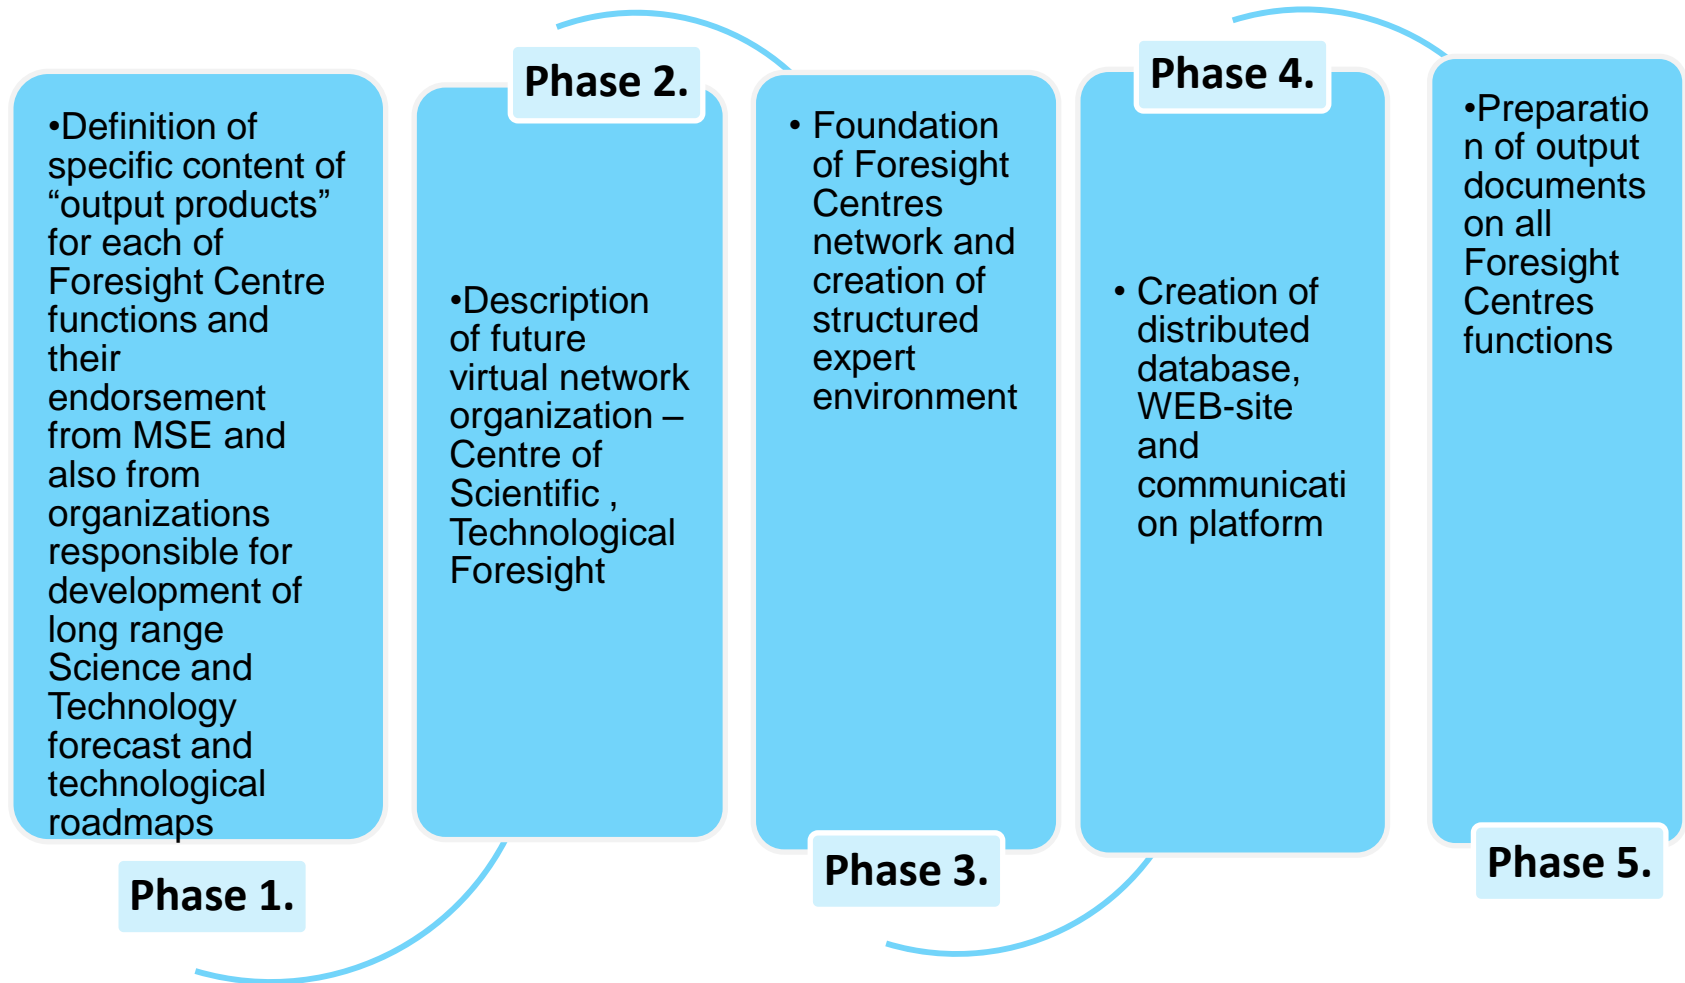 •Definition of
specific content of
“output products”
for each of
Foresight Centre
functions and
their
endorsement
from MSE and
also from
organizations
responsible for
development of
long range
Science and
Technology
forecast and
technological
roadmaps
Phase 1.
Phase 2.
•Description
of future
virtual network
organization –
Centre of
Scientific ,
Technological
Foresight
• Foundation
of Foresight
Centres
network and
creation of
structured
expert
environment
Phase 3.
Phase 4.
• Creation of
distributed
database,
WEB-site
and
communicati
on platform
•Preparatio
n of output
documents
on all
Foresight
Centres
functions
Phase 5.